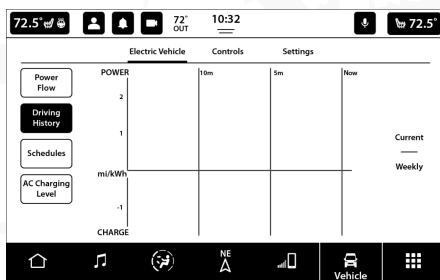 72.5° 72° OUT 10:32 72.5°
Electric Vehicle Controls Settings
Power Flow
Driving History
Schedules
AC Charging Level
POWER 10m 5m Now
2
1
mi/kWh
-1
CHARGE
Current
Weekly
NE
Vehicle